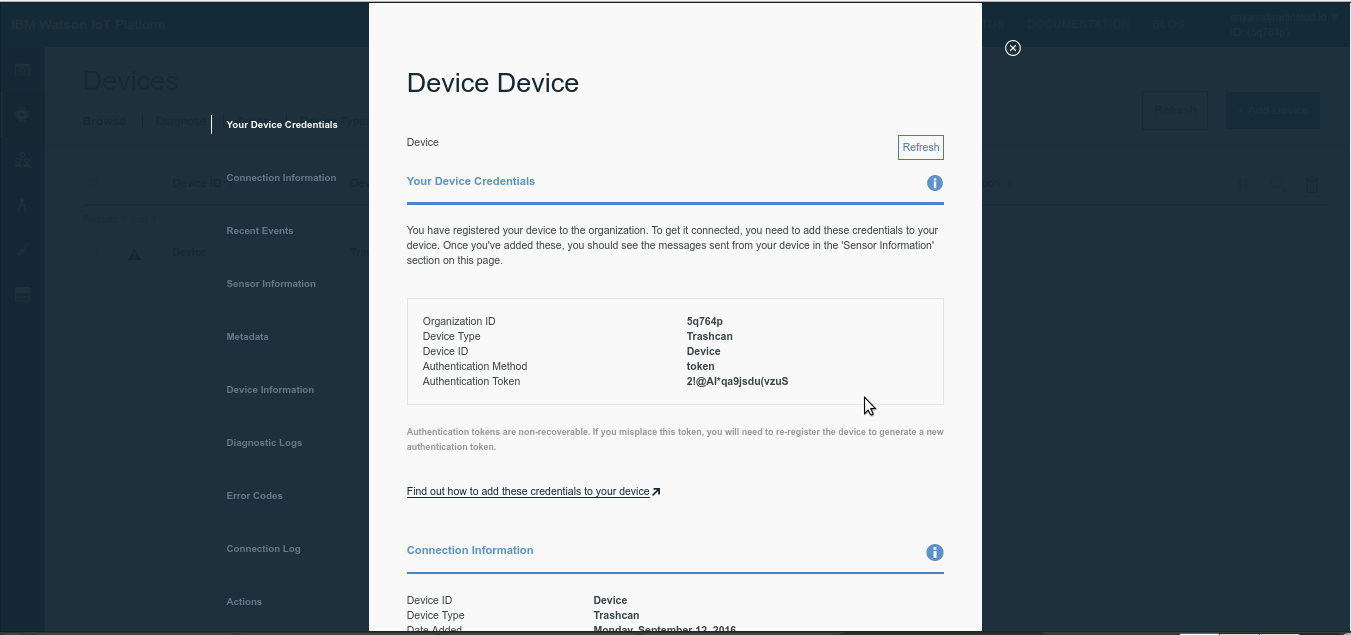 IBM Watson IoT Platform
DOCUMENTATION BLOG
Devices
Browse
Refresh
+ Add Device
Device ID
Device
Device Device
Device
Refresh
Your Device Credentials
Connection Information
Recent Events
Sensor Information
Metadata
Device Information
Diagnostic Logs
Error Codes
Connection Log
Actions
Your Device Credentials
You have registered your device to the organization. To get it connected, you need to add these credentials to your
device. Once you've added these, you should see the messages sent from your device in the 'Sensor Information'
section on this page.
Organization ID 5q764p
Device Type Trashcan
Device ID Device
Authentication Method token
Authentication Token 2!@Al*qa9jsdu(vzuS
Authentication tokens are non-recoverable. If you misplace this token, you will need to re-register the device to generate a new
authentication token.
Find out how to add these credentials to your device
Connection Information
Device ID Device
Device Type Trashcan
Date Added Monday, September 12, 2016